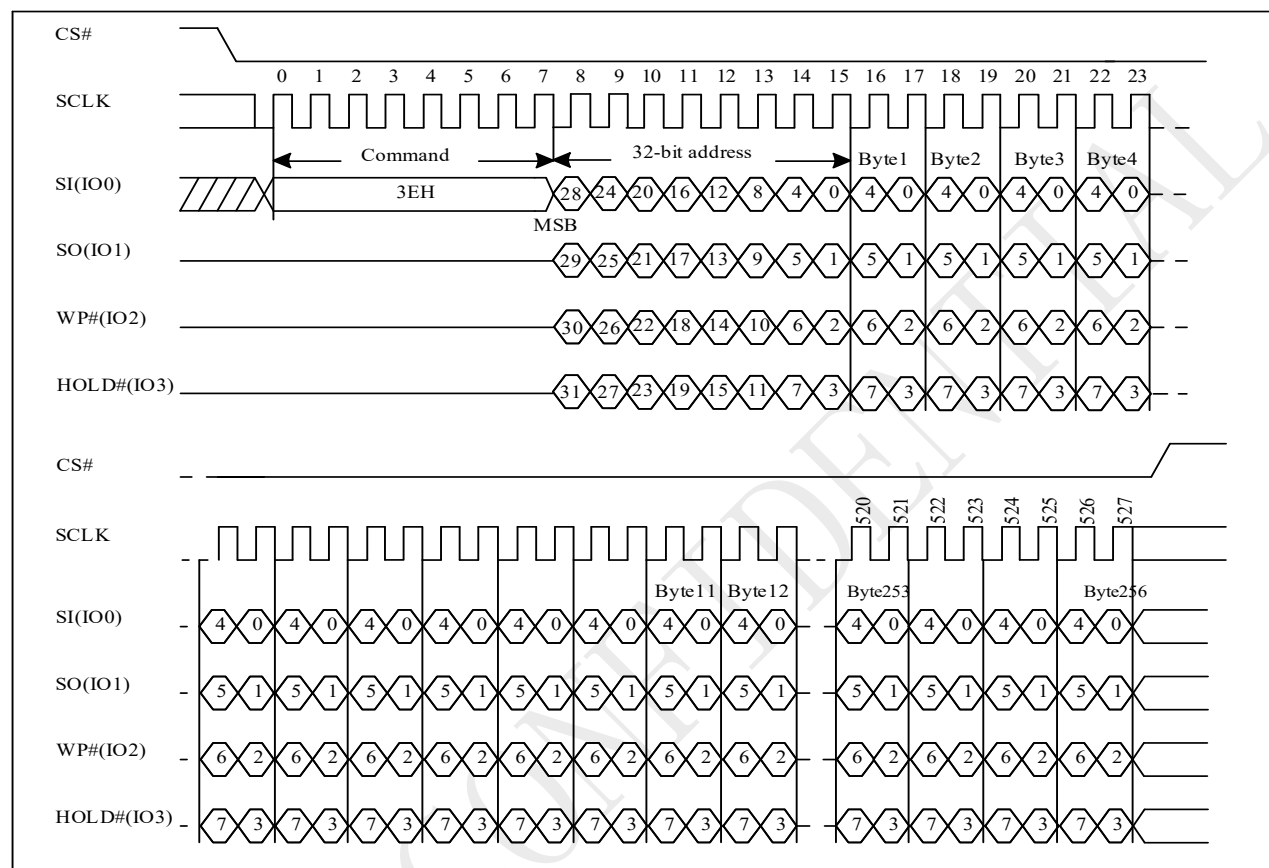 CS#
0 1 2 3 4 5 6 7 8 9 10 11 12 13 14 15 16 17 18 19 20 21 22 23
SCLK
Command 32-bit address Byte1 Byte2 Byte3 Byte4
SI(IO0) 3EH 28 24 20 16 12 8 4 0 4 0 4 0 4 0 4 0
MSB
SO(IO1) 29 25 21 17 13 9 5 1 5 1 5 1 5 1 5 1
WP#(IO2) 30 26 22 18 14 10 6 2 6 2 6 2 6 2 6 2
HOLD#(IO3) 31 27 23 19 15 11 7 3 7 3 7 3 7 3 7 3
CS#
520 521 522 523 524 525 526 527
SCLK
Byte11 Byte12 Byte253 Byte256
SI(IO0) 4 0 4 0 4 0 4 0 4 0 4 0 4 0 4 0 4 0 4 0 4 0 4 0
SO(IO1) 5 1 5 1 5 1 5 1 5 1 5 1 5 1 5 1 5 1 5 1 5 1 5 1
WP#(IO2) 6 2 6 2 6 2 6 2 6 2 6 2 6 2 6 2 6 2 6 2 6 2 6 2
HOLD#(IO3) 7 3 7 3 7 3 7 3 7 3 7 3 7 3 7 3 7 3 7 3 7 3 7 3
CONFIDENTIAL